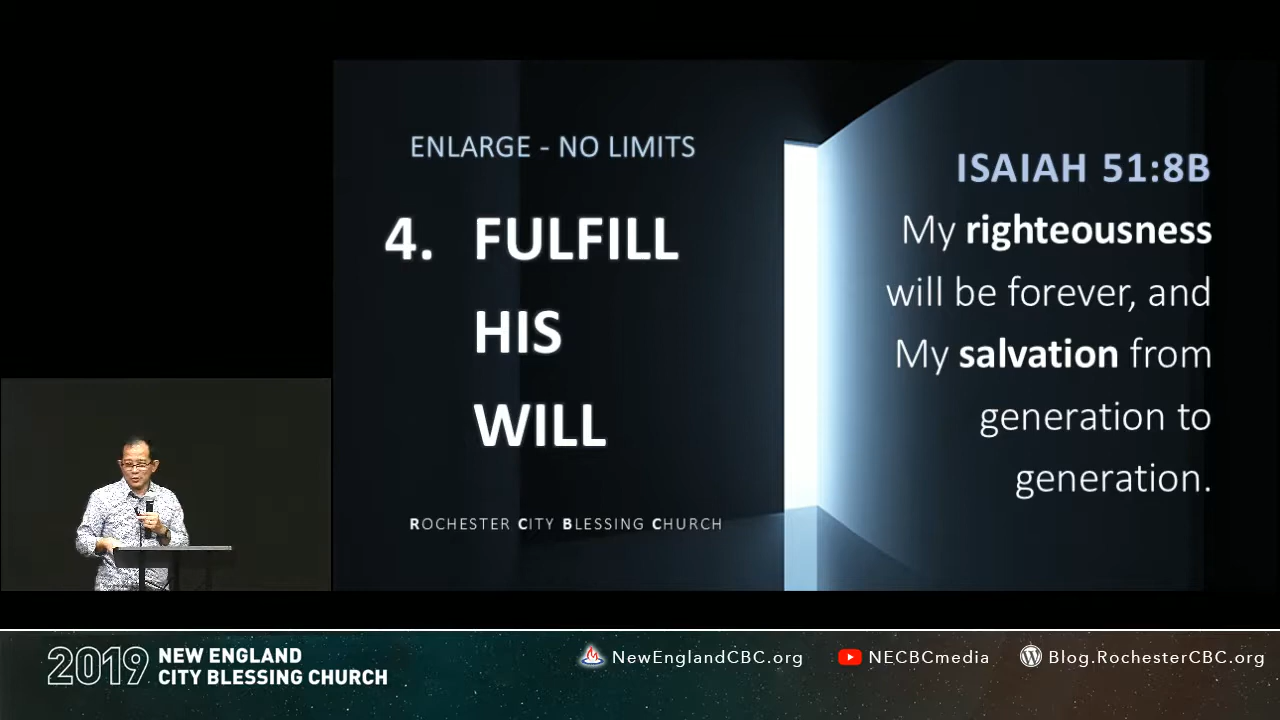 ENLARGE - NO LIMITS
4. FULFILL
HIS
WILL
ROCHESTER CITY BLESSING CHURCH
ISAIAH 51:8B
My righteousness
will be forever, and
My salvation from
generation to
generation.
2019 NEW ENGLAND
CITY BLESSING CHURCH
NewEnglandCBC.org
NECBCmedia
Blog.RochesterCBC.org